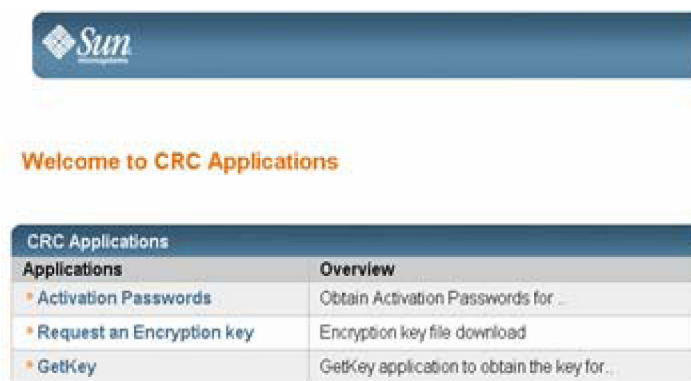 Sun
microsystems
Welcome to CRC Applications
CRC Applications
Applications Overview
Activation Passwords Obtain Activation Passwords for ..
Request an Encryption key Encryption key file download
GetKey GetKey application to obtain the key for..